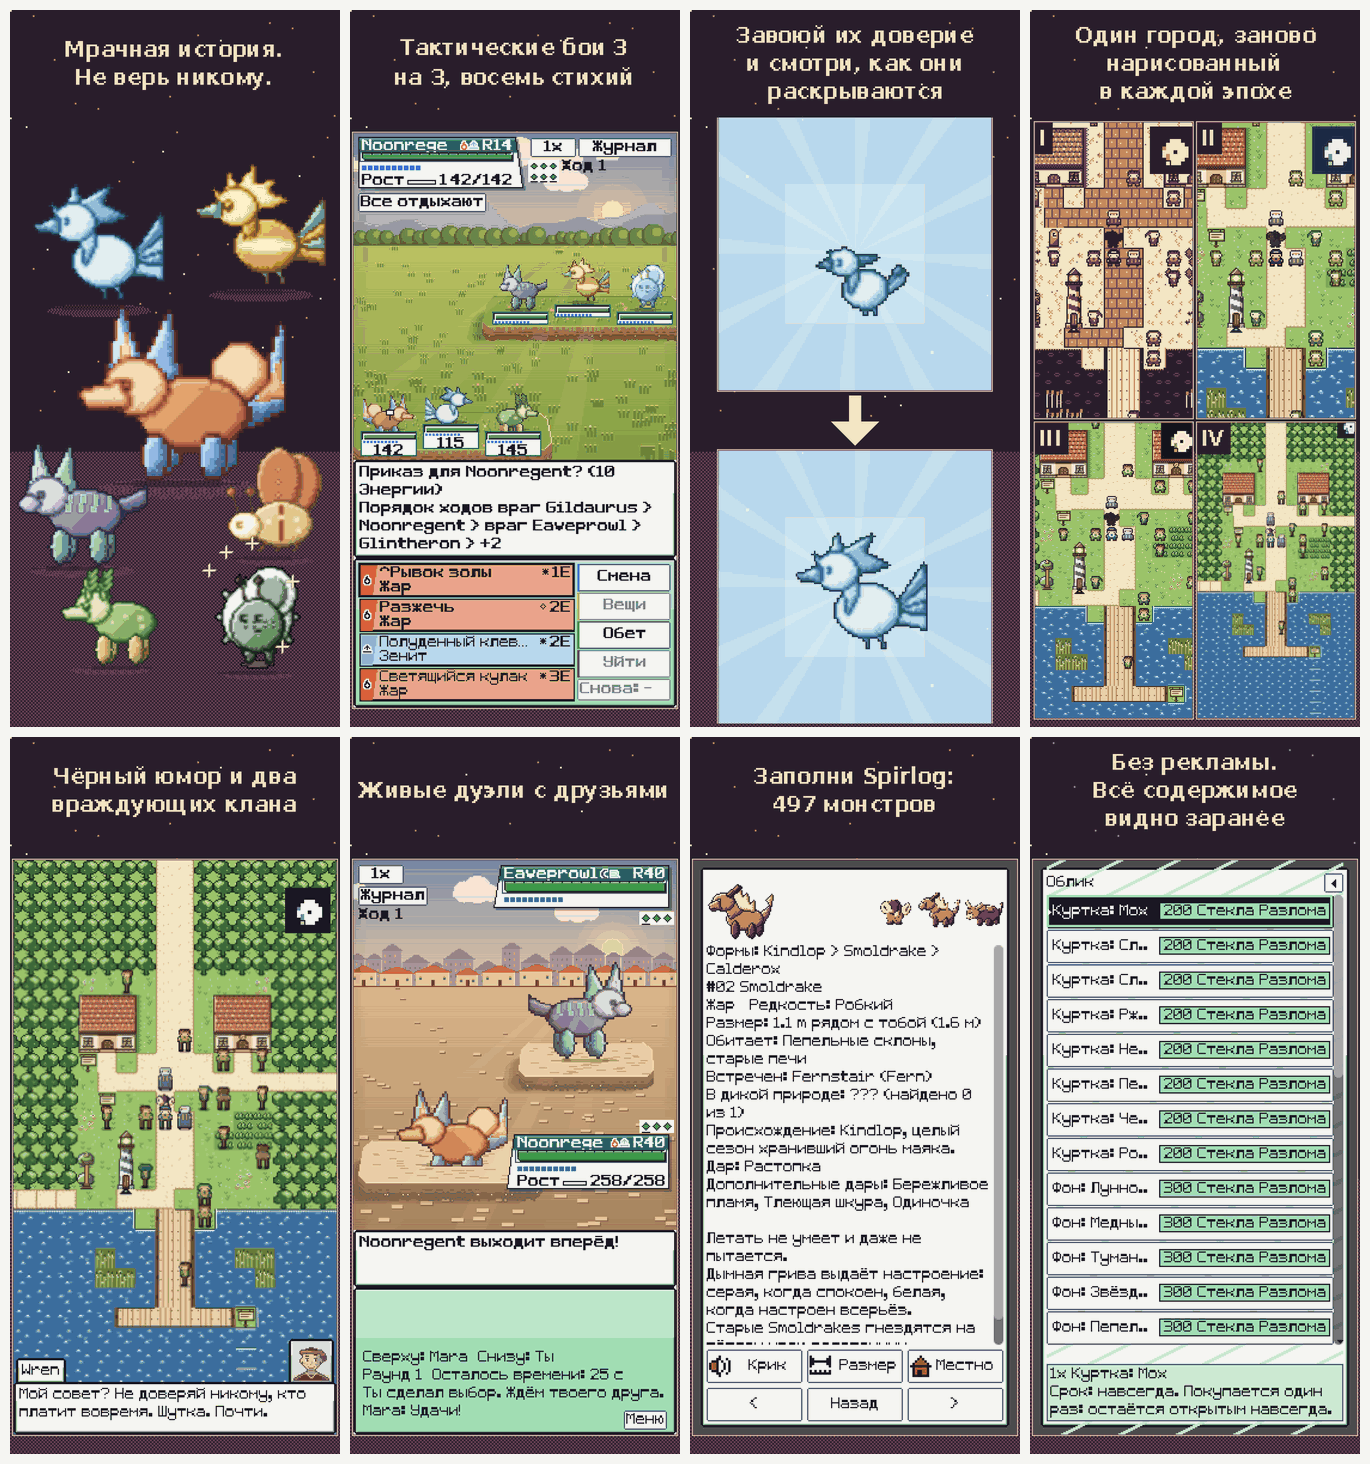 Мрачная история.
Не верь никому.
Тактические бои 3
на 3, восемь стихий
Noonrege R14
1x
Журнал
Ход 1
Рост 142/142
Все отдыхают
142
115
145
Приказ для Noonregent? (10
Энергии)
Порядок ходов враг Gildaurus >
Noonregent > враг Eaveprowl >
Glintheron > +2
^Рывок золы *1E
Жар
Разжечь 2E
Жар
Полуденный клев... *2E
Зенит
Светящийся кулак *3E
Жар
Смена
Вещи
Обет
Уйти
Снова: -
Завоюй их доверие
и смотри, как они
раскрываются
Один город, заново
нарисованный
в каждой эпохе
I
II
III
IV
Чёрный юмор и два
враждующих клана
Wren
Мой совет? Не доверяй никому, кто
платит вовремя. Шутка. Почти.
Живые дуэли с друзьями
1x
Журнал
Ход 1
Eaveprowl R40
Noonrege R40
Рост 258/258
Noonregent выходит вперёд!
Сверху: Mara Снизу: Ты
Раунд 1 Осталось времени: 25 с
Ты сделал выбор. Ждём твоего друга.
Mara: Удачи!
Меню
Заполни Spirlog:
497 монстров
Формы: Kindlop > Smoldrake >
Calderox
#02 Smoldrake
Жар Редкость: Робкий
Размер: 1.1 m рядом с тобой (1.6 м)
Обитает: Пепельные склоны,
старые печи
Встречен: Fernstair (Fern)
В дикой природе: ??? (найдено 0
из 1)
Происхождение: Kindlop, целый
сезон хранивший огонь маяка.
Дар: Растопка
Дополнительные дары: Бережливое
пламя, Тлеющая шкура, Одиночка
Летать не умеет и даже не
пытается.
Дымная грива выдаёт настроение:
серая, когда спокоен, белая,
когда настроен всерьёз.
Старые Smoldrakes гнездятся на
Крик
Размер
Местно
<
Назад
>
Без рекламы.
Всё содержимое
видно заранее
Облик
Куртка: Мох 200 Стекла Разлома
Куртка: Сл.. 200 Стекла Разлома
Куртка: Сл.. 200 Стекла Разлома
Куртка: Рж.. 200 Стекла Разлома
Куртка: Не.. 200 Стекла Разлома
Куртка: Пе.. 200 Стекла Разлома
Куртка: Че.. 200 Стекла Разлома
Куртка: Ро.. 200 Стекла Разлома
Фон: Лунно.. 300 Стекла Разлома
Фон: Медны.. 300 Стекла Разлома
Фон: Туман.. 300 Стекла Разлома
Фон: Звёзд.. 300 Стекла Разлома
Фон: Пепел.. 300 Стекла Разлома
1x Куртка: Мох
Срок: навсегда. Покупается один
раз: остаётся открытым навсегда.